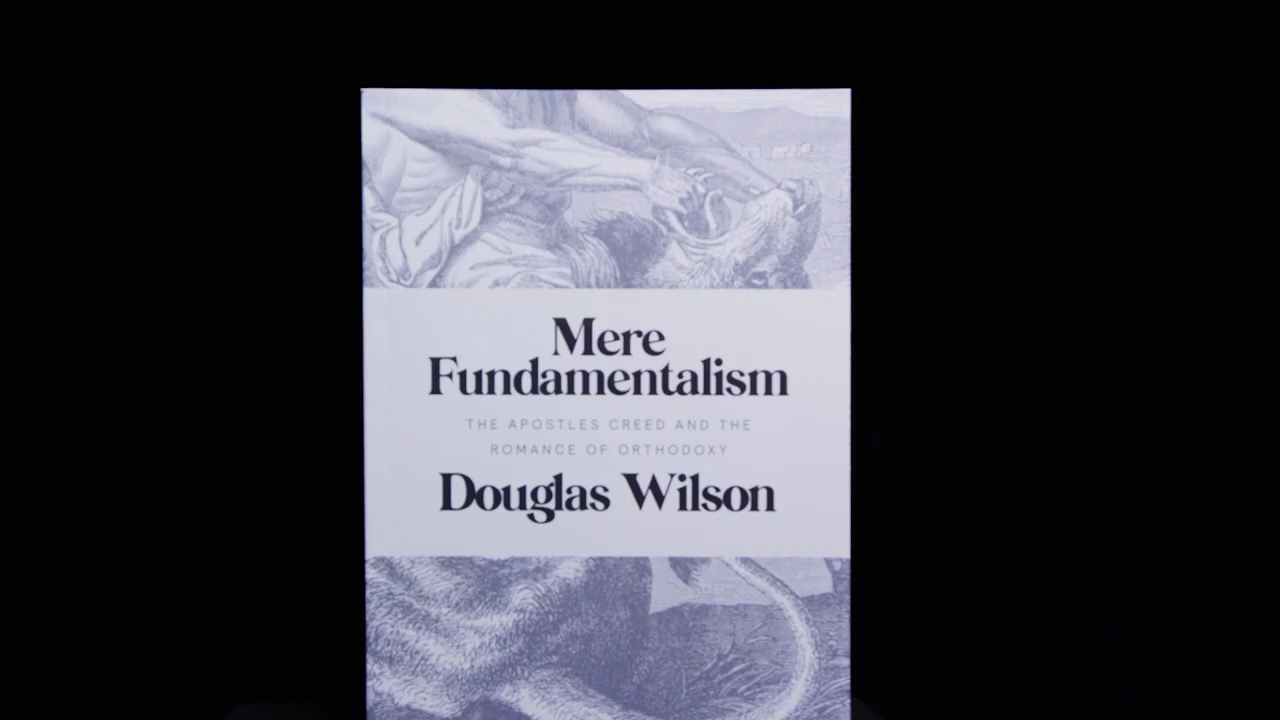 Mere
Fundamentalism
THE APOSTLES CREED AND THE
ROMANCE OF ORTHODOXY
Douglas Wilson